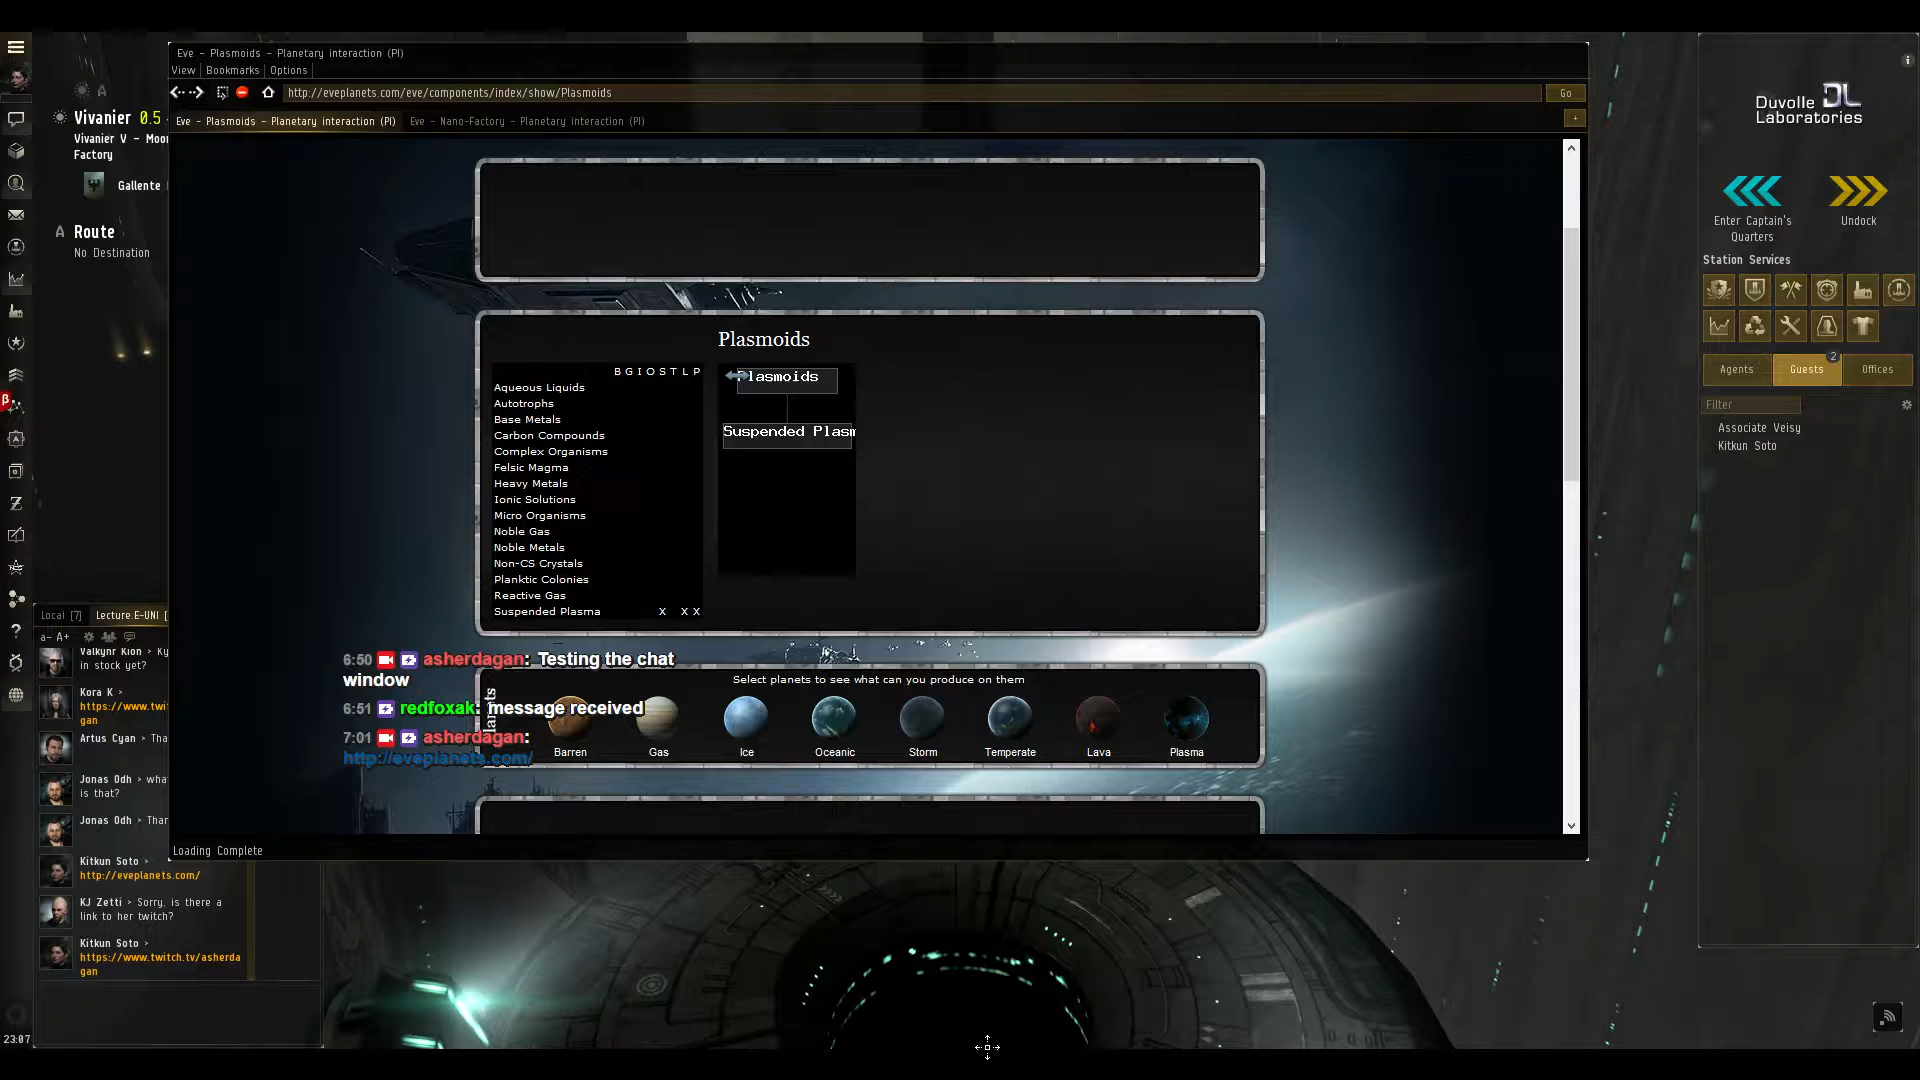 Eve - Plasmoids - Planetary interaction (PI)
View Bookmarks Options
http://eveplanets.com/eve/components/index/show/Plasmoids
Go
Eve - Plasmoids - Planetary interaction (PI) Eve - Nano-Factory - Planetary interaction (PI)
+
Vivanier 0.5
Vivanier V - Moon
Factory
Gallente
A Route
No Destination
Duvolle
Laboratories
Enter Captain's
Quarters
Undock
Station Services
2
Agents Guests Offices
Filter
Associate Veisy
Kitkun Soto
Plasmoids
B G I O S T L P
Aqueous Liquids
Autotrophs
Base Metals
Carbon Compounds
Complex Organisms
Felsic Magma
Heavy Metals
Ionic Solutions
Micro Organisms
Noble Gas
Noble Metals
Non-CS Crystals
Planktic Colonies
Reactive Gas
Suspended Plasma X X X
Plasmoids
Suspended Plasm
Select planets to see what can you produce on them
Barren Gas Ice Oceanic Storm Temperate Lava Plasma
6:50 asherdagan: Testing the chat
window
6:51 redfoxak: message received
7:01 asherdagan:
http://eveplanets.com/
Local [7] Lecture.E-UNI [
a- A+
Valkynr Kion > Ky
in stock yet?
Kora K >
https://www.twi
gan
Artus Cyan > Tha
Jonas Odh > wha
is that?
Jonas Odh > Than
Kitkun Soto >
http://eveplanets.com/
KJ Zetti > Sorry, is there a
link to her twitch?
Kitkun Soto >
https://www.twitch.tv/asherda
gan
Loading Complete
23:07